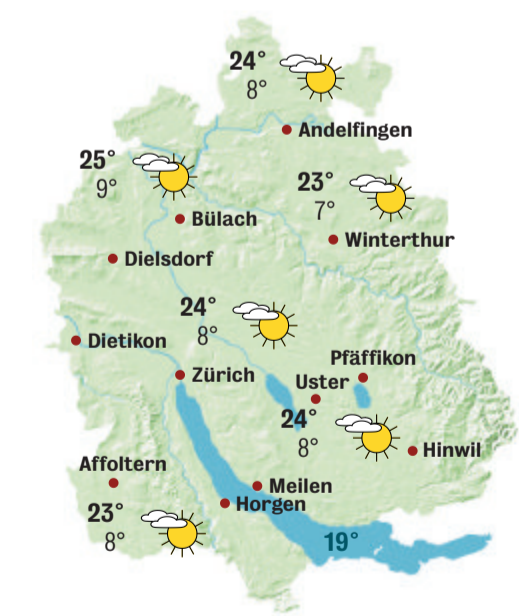 24°
8°
Andelfingen
25°
9°
23°
7°
Bülach
Winterthur
Dielsdorf
24°
8°
Dietikon
Pfäffikon
Zürich
Uster
24°
8°
Hinwil
Affoltern
Meilen
Horgen
23°
8°
19°